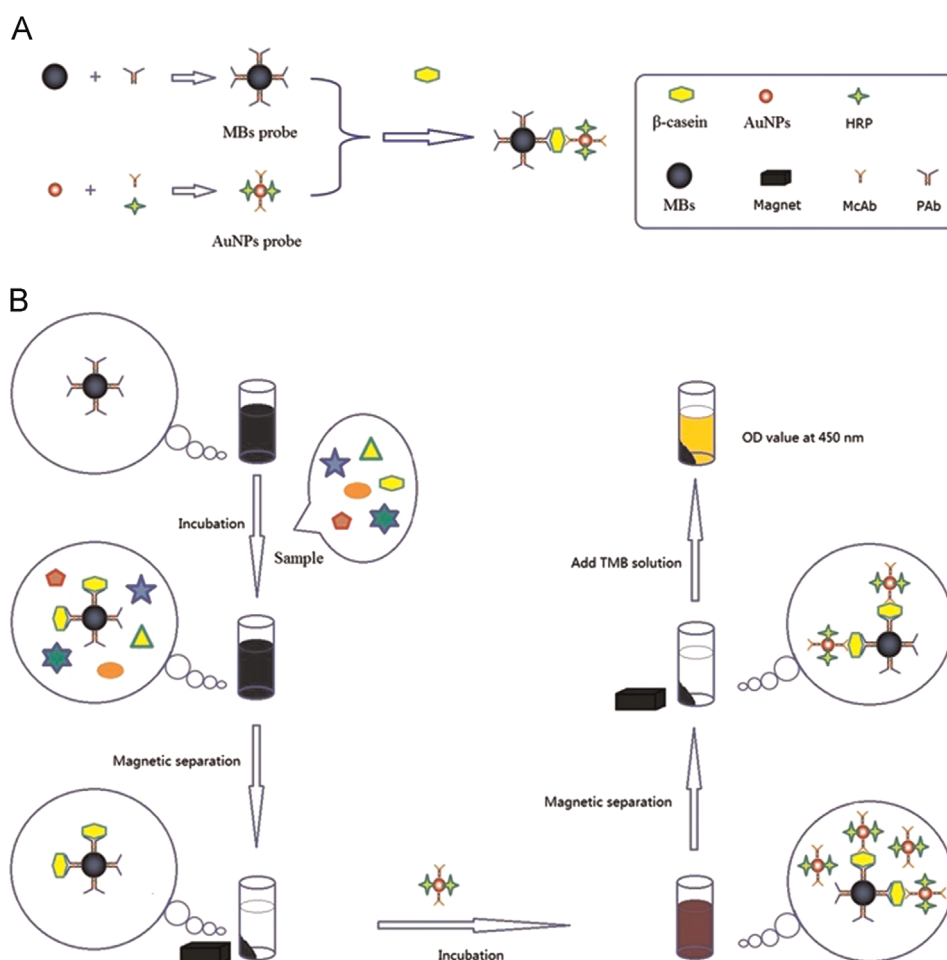 A
+
MBs probe
+
AuNPs probe
β-casein AuNPs HRP
MBs Magnet McAb PAb
B
Incubation
Sample
Magnetic separation
Incubation
Magnetic separation
Add TMB solution
OD value at 450 nm